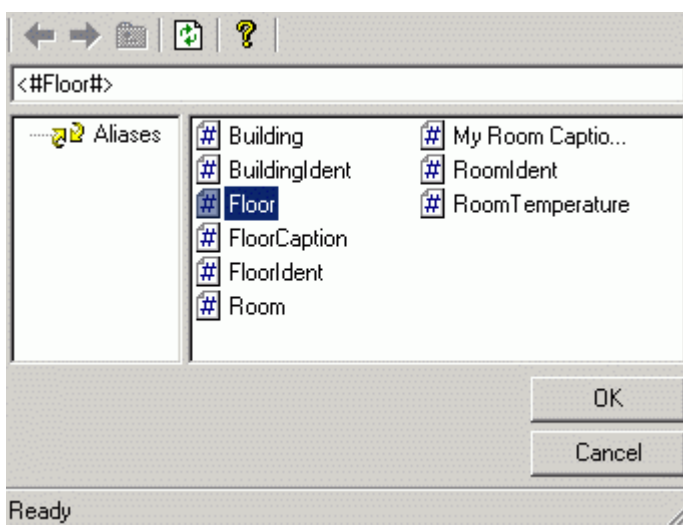 <#Floor#>
Aliases
Building
BuildingIdent
Floor
FloorCaption
FloorIdent
Room
My Room Captio...
RoomIdent
RoomTemperature
OK
Cancel
Ready